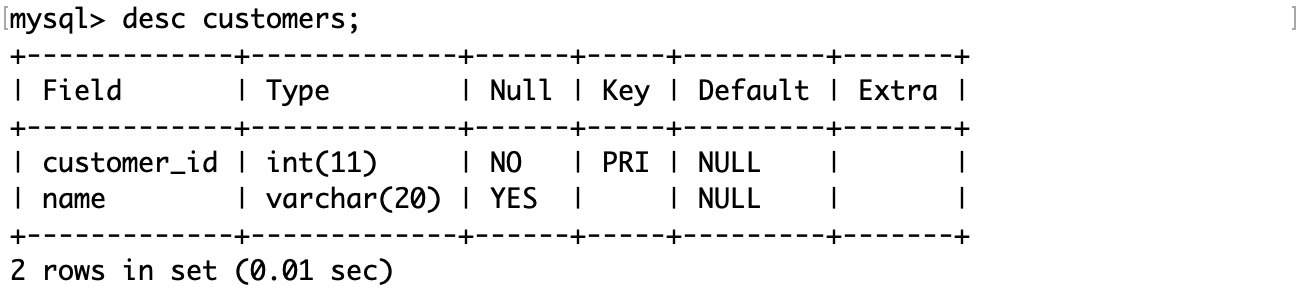 [mysql> desc customers; ]
+-------------+-------------+------+-----+---------+-------+
| Field       | Type        | Null | Key | Default | Extra |
+-------------+-------------+------+-----+---------+-------+
| customer_id | int(11)     | NO   | PRI | NULL    |       |
| name        | varchar(20) | YES  |     | NULL    |       |
+-------------+-------------+------+-----+---------+-------+
2 rows in set (0.01 sec)